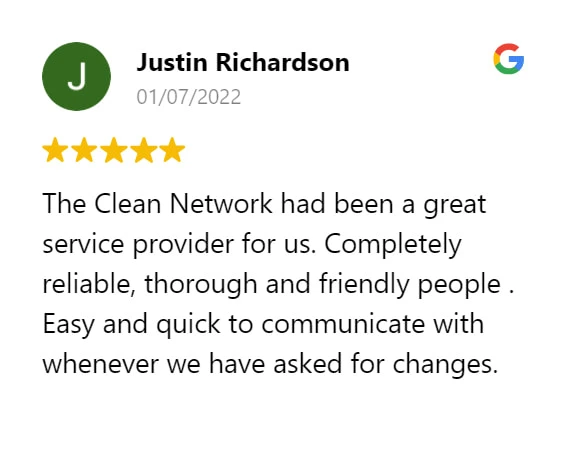 J
Justin Richardson
01/07/2022
The Clean Network had been a great
service provider for us. Completely
reliable, thorough and friendly people .
Easy and quick to communicate with
whenever we have asked for changes.